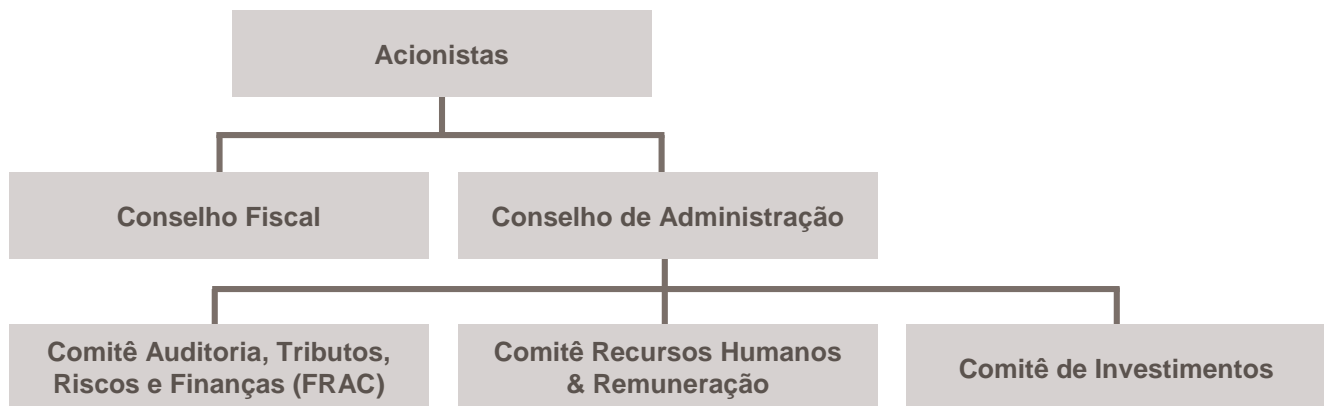 Acionistas
Conselho Fiscal
Conselho de Administração
Comitê Auditoria, Tributos,
Riscos e Finanças (FRAC)
Comitê Recursos Humanos
& Remuneração
Comitê de Investimentos